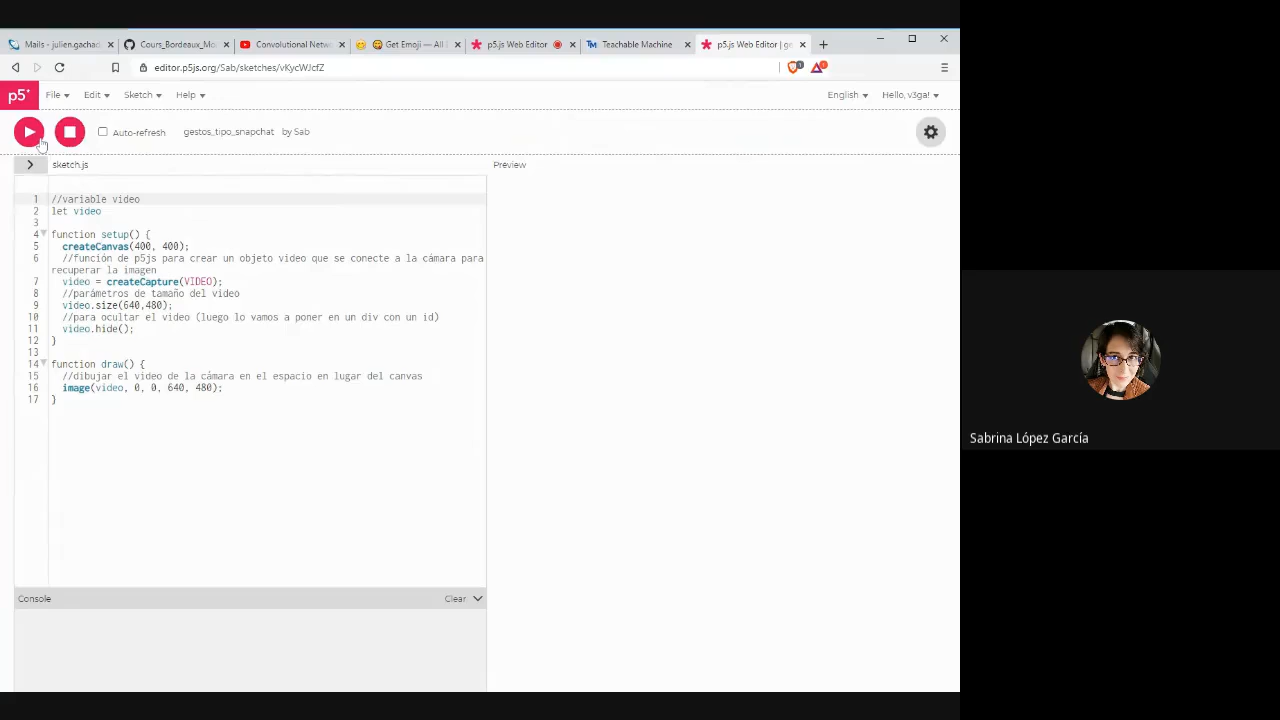 Mails - julien.gachad
Cours_Bordeaux_Mo
Convolutional Netw
Get Emoji — All
p5.js Web Editor
Teachable Machine
p5.js Web Editor | ge
editor.p5js.org/Sab/sketches/vKycWJcfZ
p5*
File
Edit
Sketch
Help
English
Hello, v3ga!
Auto-refresh
gestos_tipo_snapchat
by Sab
sketch.js
Preview
1 //variable video
2 let video
3
4 function setup() {
5 createCanvas(400, 400);
6 //función de p5js para crear un objeto video que se conecte a la cámara para
recuperar la imagen
7 video = createCapture(VIDEO);
8 //parámetros de tamaño del video
9 video.size(640,480);
10 //para ocultar el video (luego lo vamos a poner en un div con un id)
11 video.hide();
12 }
13
14 function draw() {
15 //dibujar el video de la cámara en el espacio en lugar del canvas
16 image(video, 0, 0, 640, 480);
17 }
Console
Clear
Sabrina López García